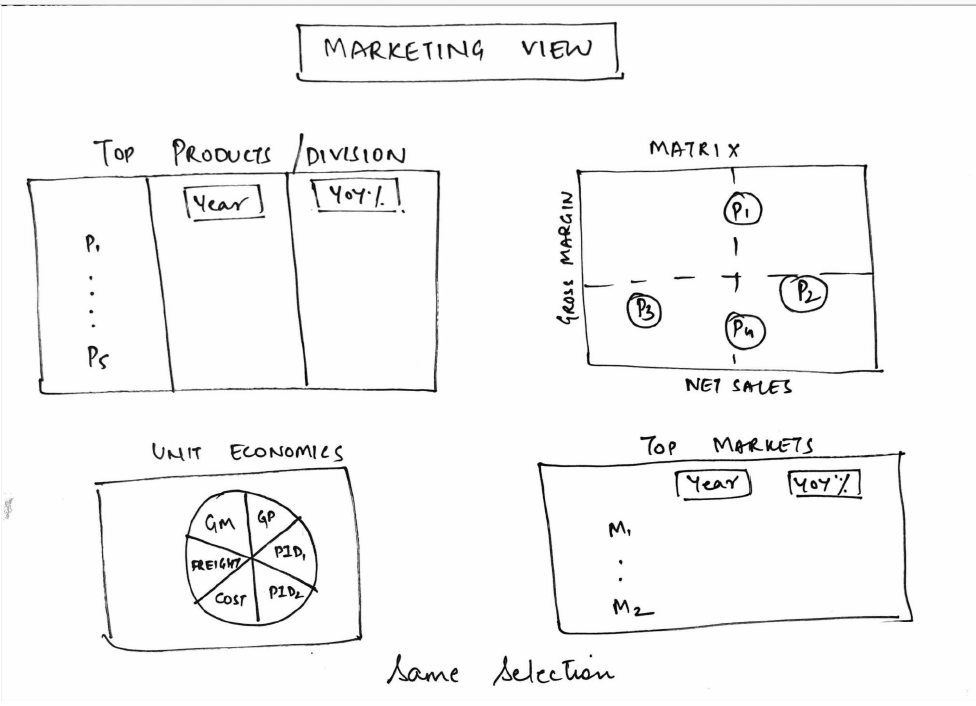 MARKETING VIEW
TOP PRODUCTS / DIVISION
Year YOY%
P1
P5
MATRIX
GROSS MARGIN
P1
P2
P3
P4
NET SALES
UNIT ECONOMICS
GM GP
FREIGHT PID1
COST PID2
TOP MARKETS
Year YOY%
M1
M2
Same Selection